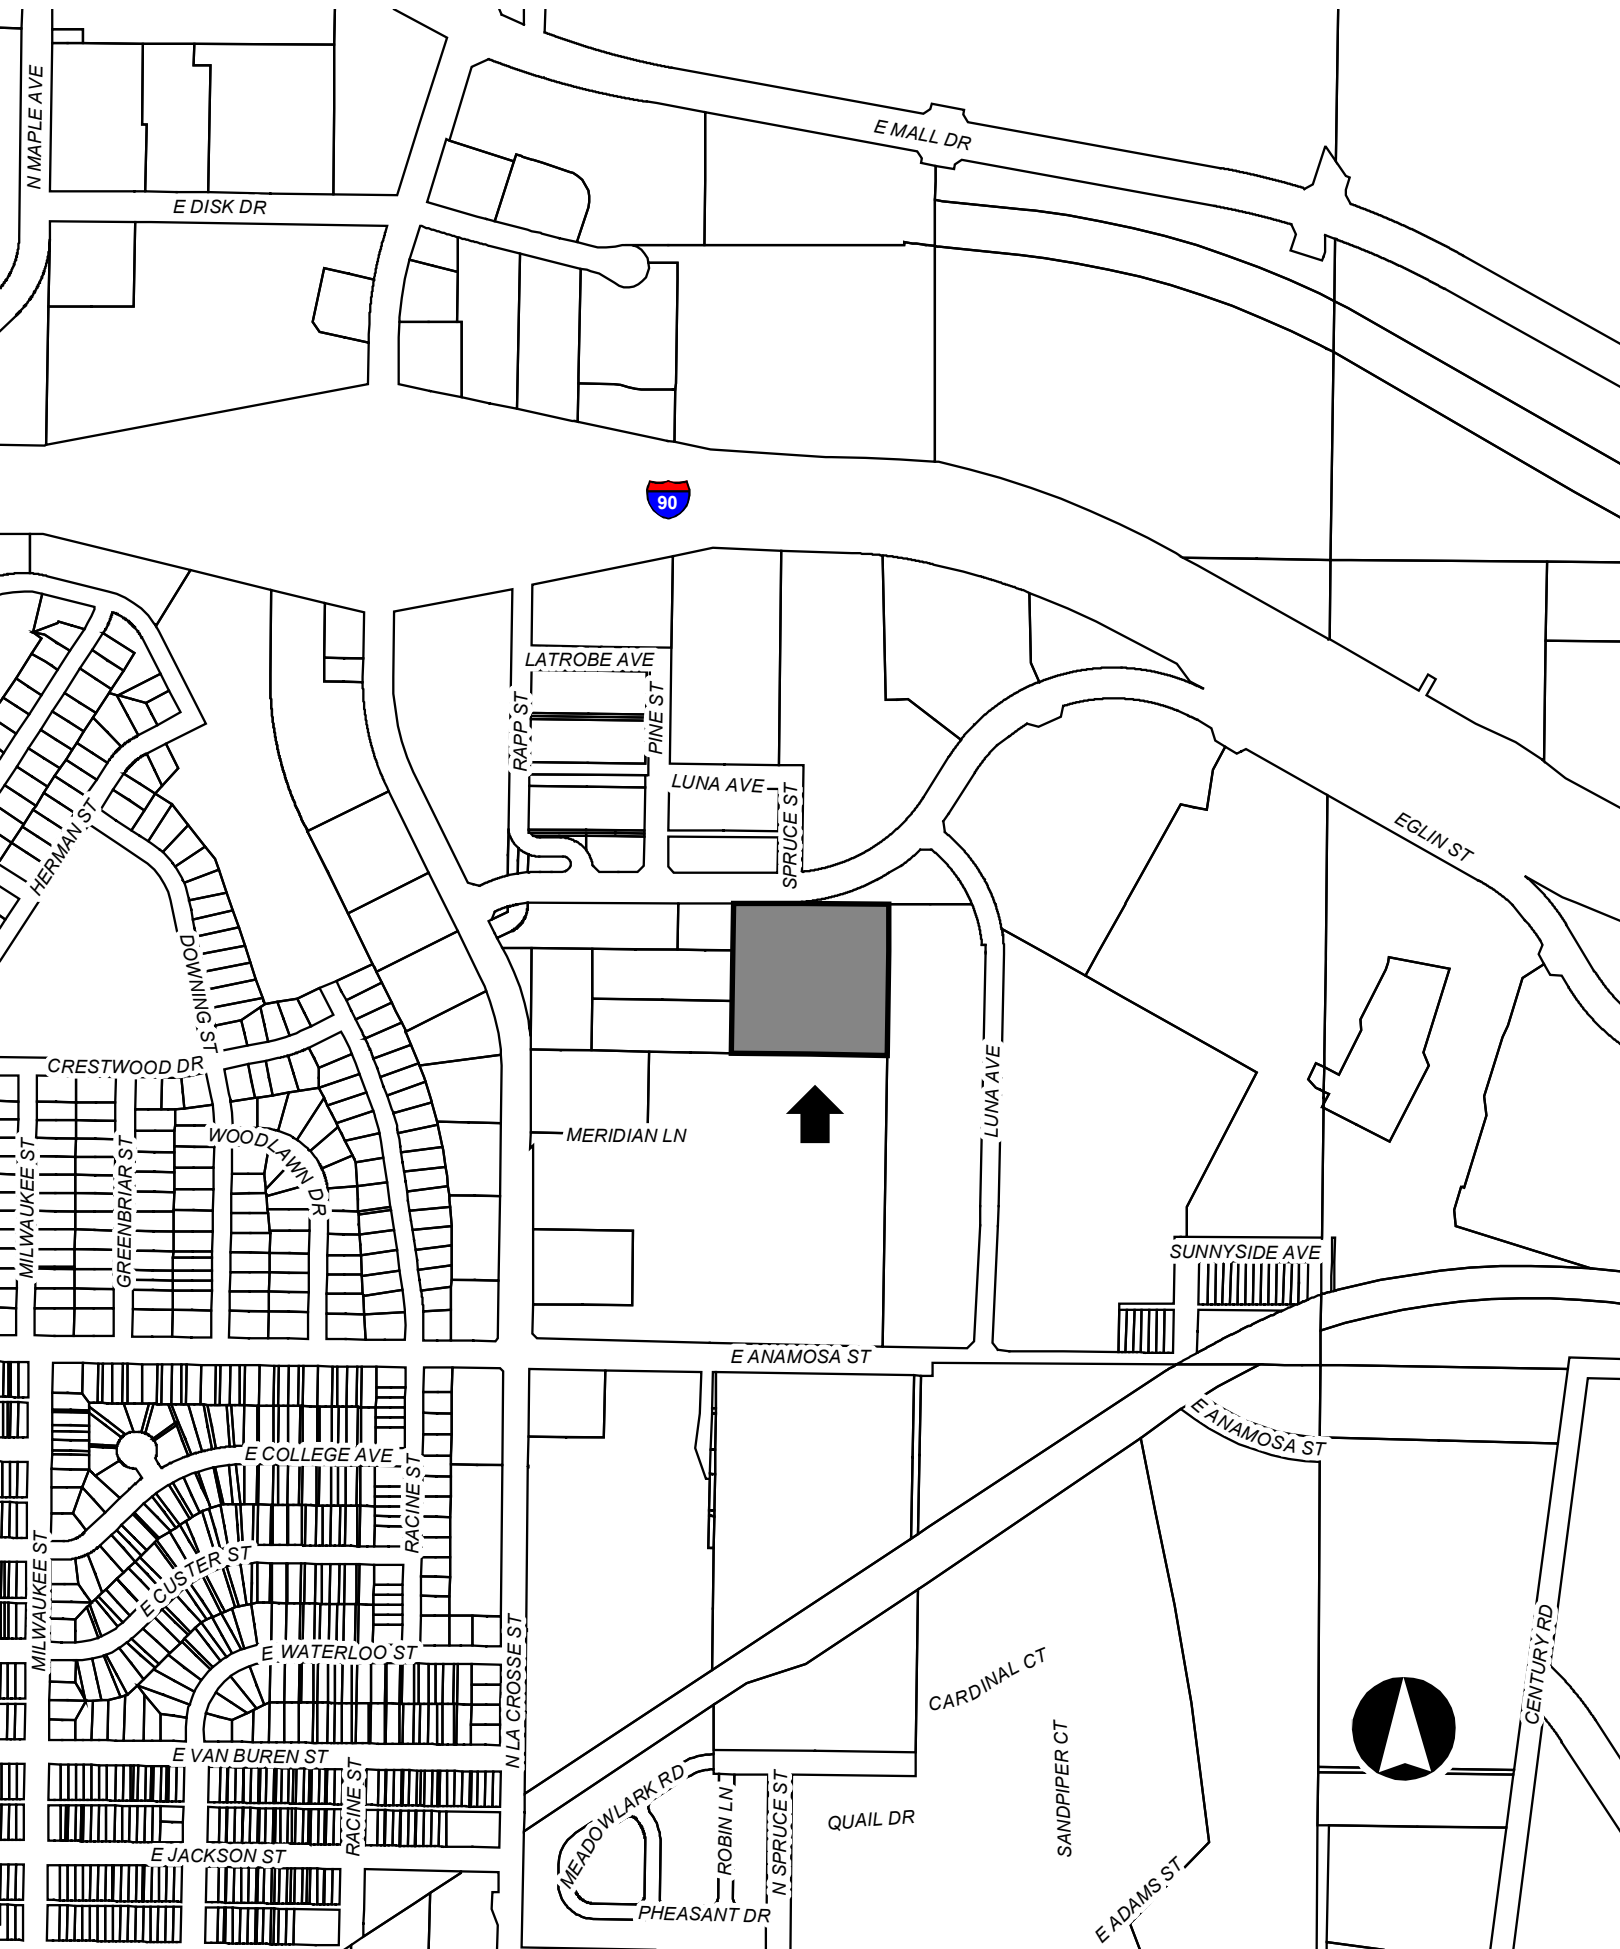 N MAPLE AVE
E MALL DR
E DISK DR
90
LATROBE AVE
RAPP ST
PINE ST
LUNA AVE
SPRUCE ST
EGLIN ST
HERMAN ST
DOWNING ST
CRESTWOOD DR
LUNA AVE
MERIDIAN LN
WOODLAWN DR
MILWAUKEE ST
GREENBRIAR ST
SUNNYSIDE AVE
E ANAMOSA ST
E ANAMOSA ST
E COLLEGE AVE
RACINE ST
MILWAUKEE ST
E CUSTER ST
E WATERLOO ST
N LA CROSSE ST
CARDINAL CT
CENTURY RD
E VAN BUREN ST
RACINE ST
MEADOWLARK RD
ROBIN LN
N SPRUCE ST
QUAIL DR
SANDPIPER CT
E JACKSON ST
PHEASANT DR
E ADAMS ST